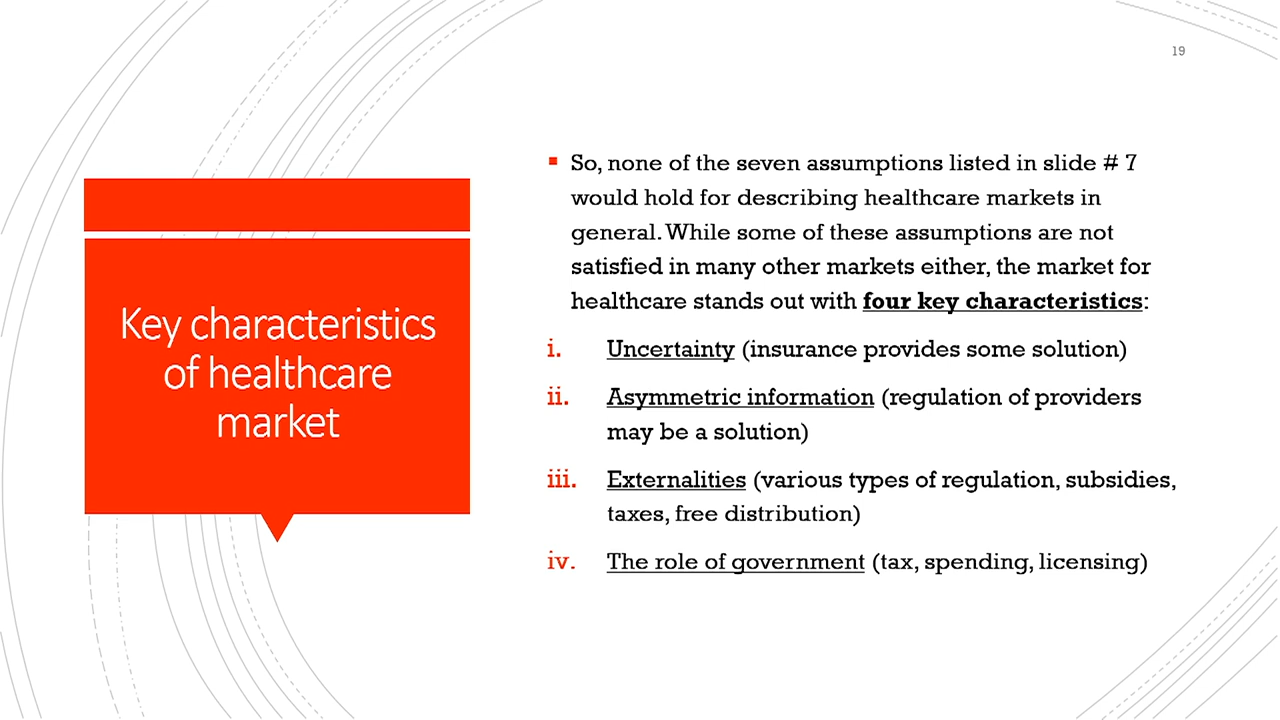 19
Key characteristics
of healthcare
market
▪ So, none of the seven assumptions listed in slide # 7
would hold for describing healthcare markets in
general. While some of these assumptions are not
satisfied in many other markets either, the market for
healthcare stands out with four key characteristics:
i. Uncertainty (insurance provides some solution)
ii. Asymmetric information (regulation of providers
may be a solution)
iii. Externalities (various types of regulation, subsidies,
taxes, free distribution)
iv. The role of government (tax, spending, licensing)